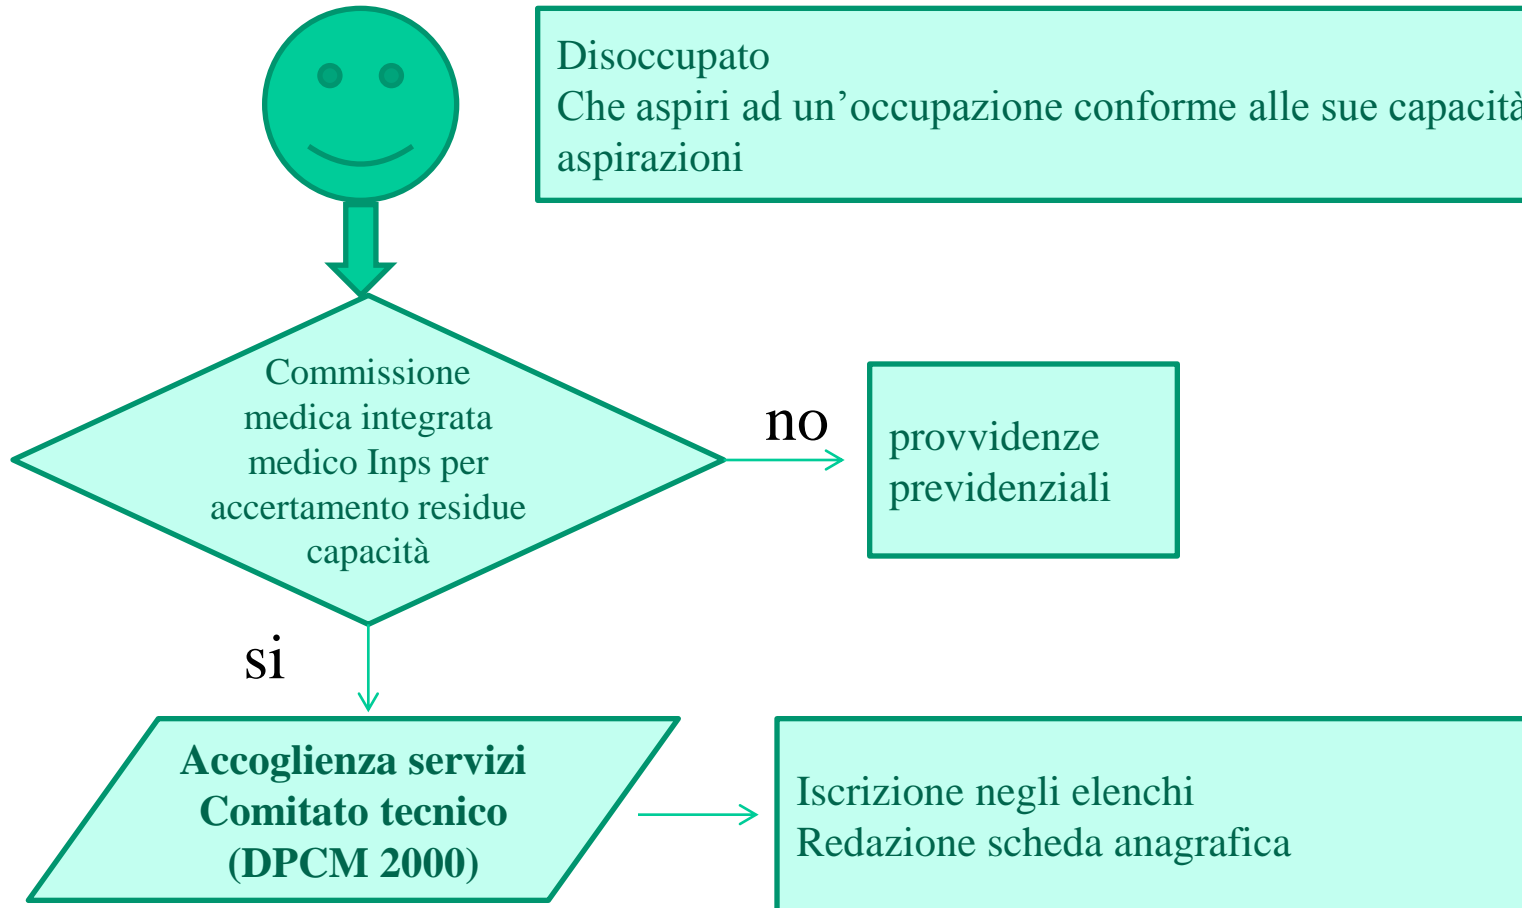 Disoccupato
Che aspiri ad un’occupazione conforme alle sue capacità
aspirazioni
Commissione
medica integrata
medico Inps per
accertamento residue
capacità
no
provvidenze
previdenziali
si
Accoglienza servizi
Comitato tecnico
(DPCM 2000)
Iscrizione negli elenchi
Redazione scheda anagrafica